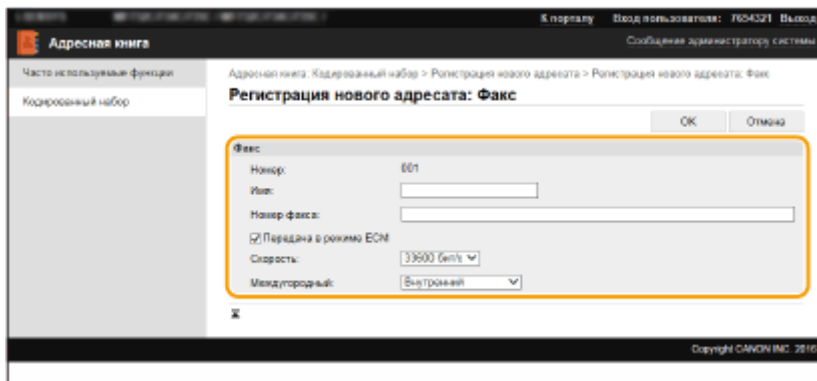 К порталу Вход пользователя: 7654321 Выход
Адресная книга
Сообщение администратору системы
Часто используемые функции
Кодированный набор
Адресная книга: Кодированный набор > Регистрация нового адресата > Регистрация нового адресата: Факс
Регистрация нового адресата: Факс
OK Отмена
Факс
Номер: 001
Имя:
Номер факса:
Передача в режиме ECM
Скорость: 33600 бит/с
Междугородный: Внутренний
Copyright CANON INC. 2016